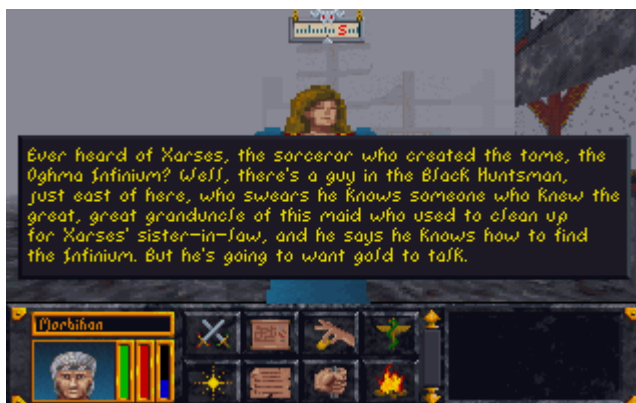 S
Ever heard of Xarses, the sorceror who created the tome, the
Oghma Infinium? Well, there's a guy in the Black Huntsman,
just east of here, who swears he knows someone who knew the
great, great granduncle of this maid who used to clean up
for Xarses' sister-in-law, and he says he knows how to find
the Infinium. But he's going to want gold to talk.
Morbihan